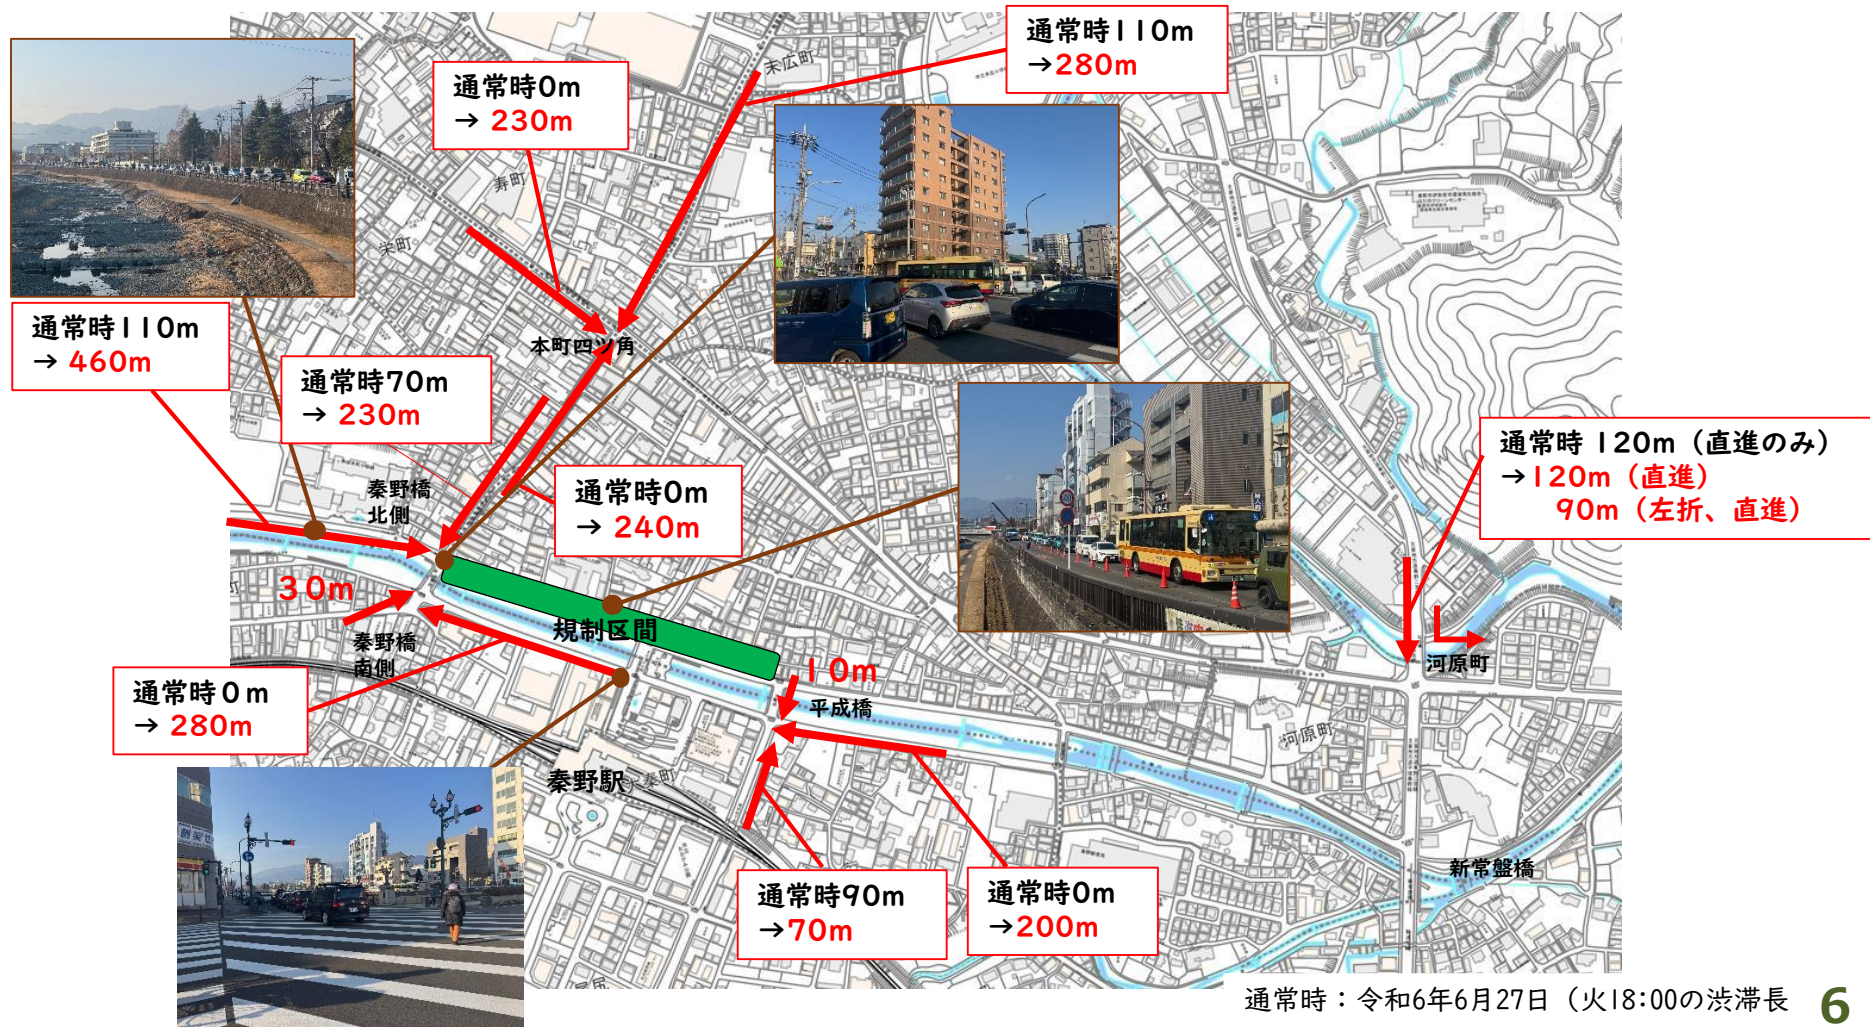 通常時110m
→280m
通常時0m
→ 230m
末広町
寿町
栄町
通常時110m
→ 460m
本町四ツ角
通常時70m
→ 230m
通常時 120m（直進のみ）
→120m（直進）
90m（左折、直進）
秦野橋
北側
通常時0m
→ 240m
30m
規制区間
秦野橋
南側
10m
河原町
平成橋
通常時0m
→ 280m
河原町
秦野駅
大秦町
新常盤橋
通常時90m
→70m
通常時0m
→200m
通常時：令和6年6月27日（火18:00の渋滞長
6